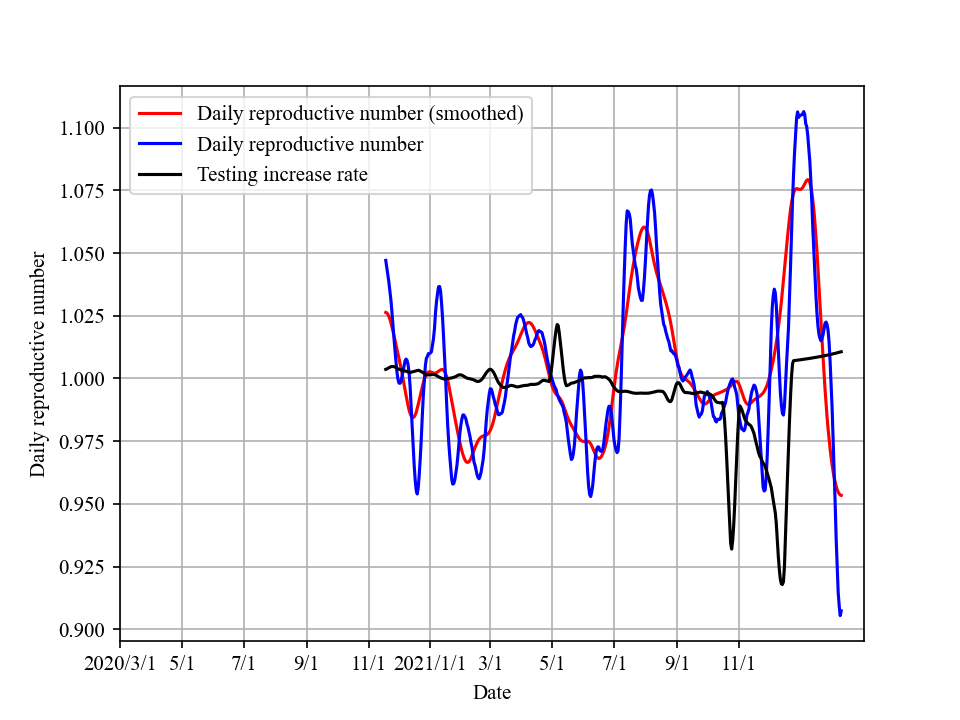 Daily reproductive number (smoothed)
Daily reproductive number
Testing increase rate
1.100
1.075
1.050
1.025
1.000
0.975
0.950
0.925
0.900
Daily reproductive number
2020/3/1 5/1 7/1 9/1 11/1 2021/1/1 3/1 5/1 7/1 9/1 11/1
Date